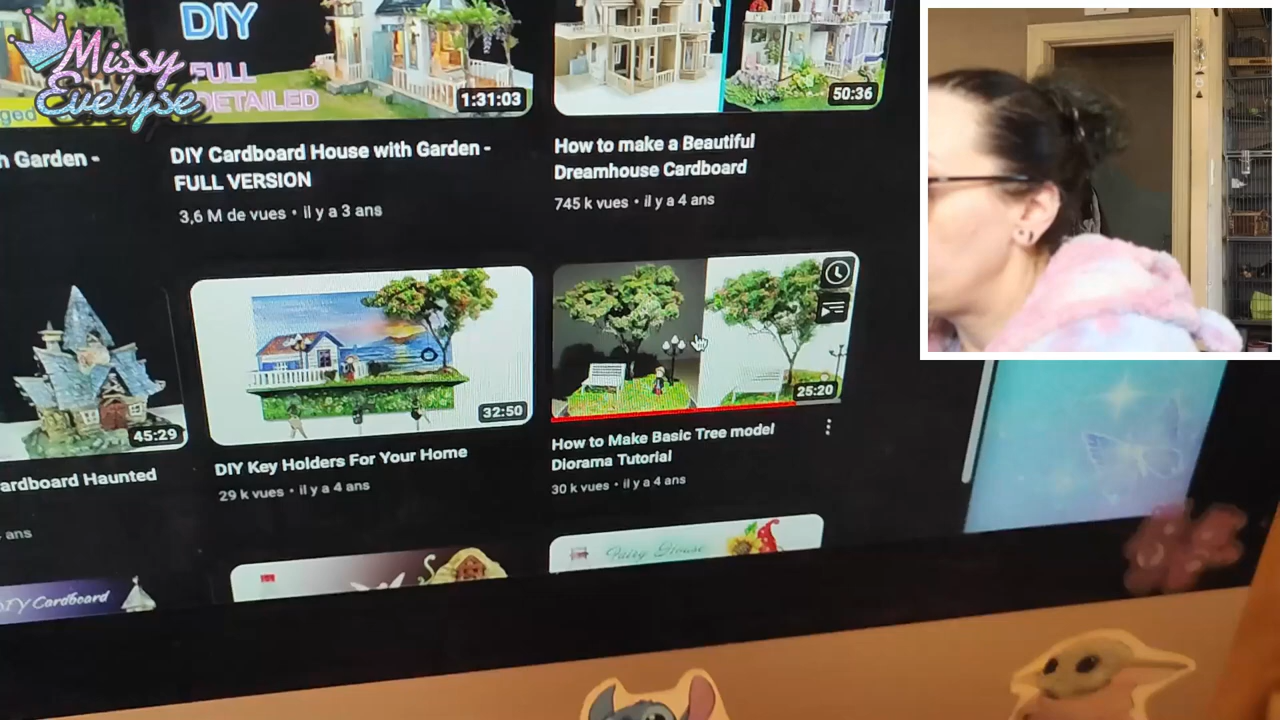 Missy
Evelyse
DIY
FULL
DETAILED
1:31:03
50:36
h Garden -
DIY Cardboard House with Garden -
FULL VERSION
3,6 M de vues • il y a 3 ans
How to make a Beautiful
Dreamhouse Cardboard
745 k vues • il y a 4 ans
45:29
32:50
25:20
ardboard Haunted
ans
DIY Key Holders For Your Home
29 k vues • il y a 4 ans
How to Make Basic Tree model
Diorama Tutorial
30 k vues • il y a 4 ans
DIY Cardboard
Fairy House